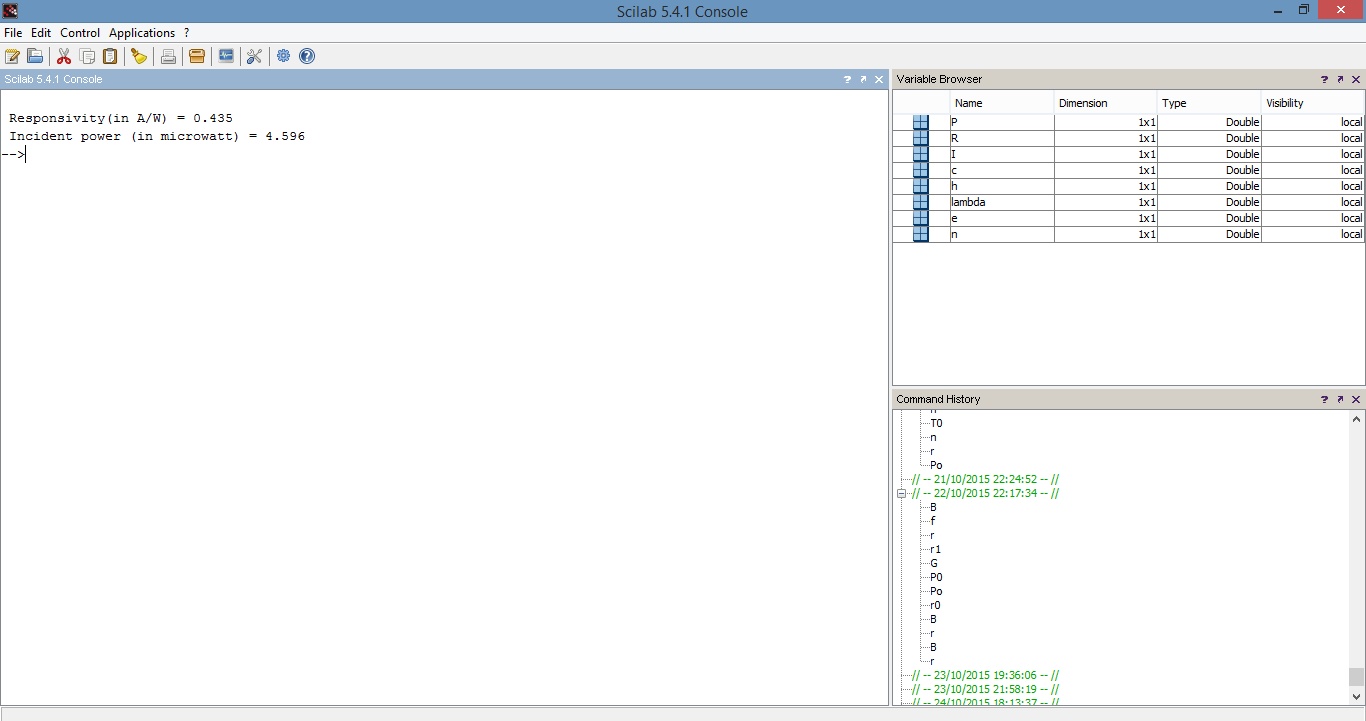 Scilab 5.4.1 Console
File Edit Control Applications ?
Scilab 5.4.1 Console
Responsivity(in A/W) = 0.435
Incident power (in microwatt) = 4.596
-->
Variable Browser
Name Dimension Type Visibility
P 1x1 Double local
R 1x1 Double local
I 1x1 Double local
c 1x1 Double local
h 1x1 Double local
lambda 1x1 Double local
e 1x1 Double local
n 1x1 Double local
Command History
T0
n
r
Po
// -- 21/10/2015 22:24:52 -- //
// -- 22/10/2015 22:17:34 -- //
B
f
r
r1
G
P0
Po
r0
B
r
B
r
// -- 23/10/2015 19:36:06 -- //
// -- 23/10/2015 21:58:19 -- //
// -- 24/10/2015 18:13:37 -- //